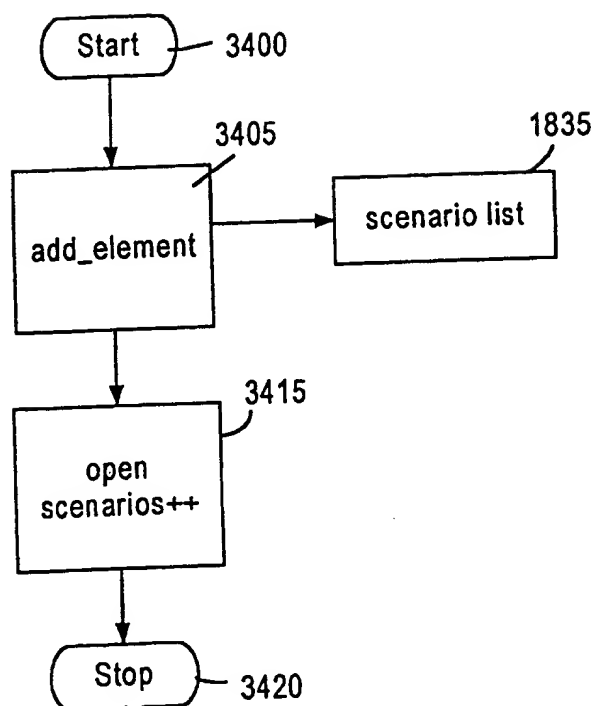 Start
3400
3405
1835
add_element
scenario list
3415
open
scenarios++
Stop
3420